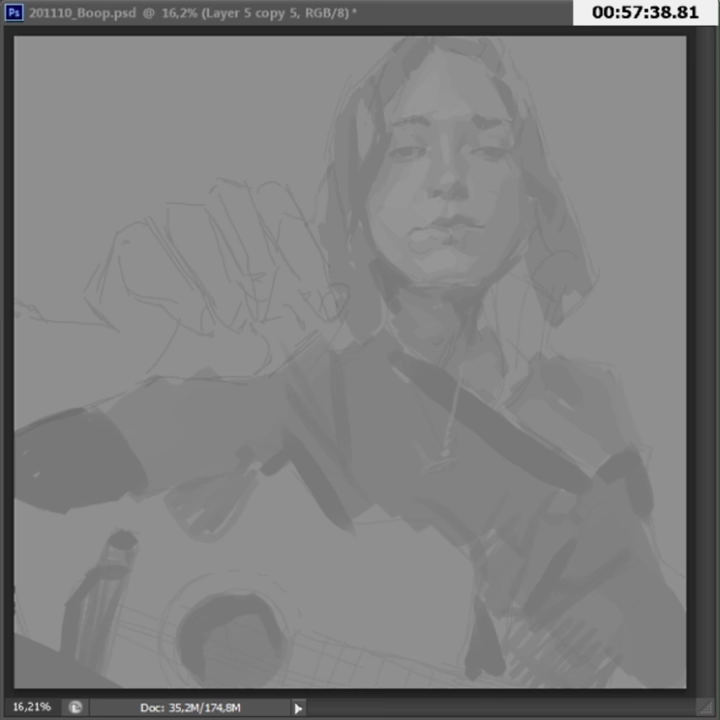 Ps 201110_Boop.psd @ 16,2% (Layer 5 copy 5, RGB/8) *
00:57:38.81
16,21% Doc: 35,2M/174,8M